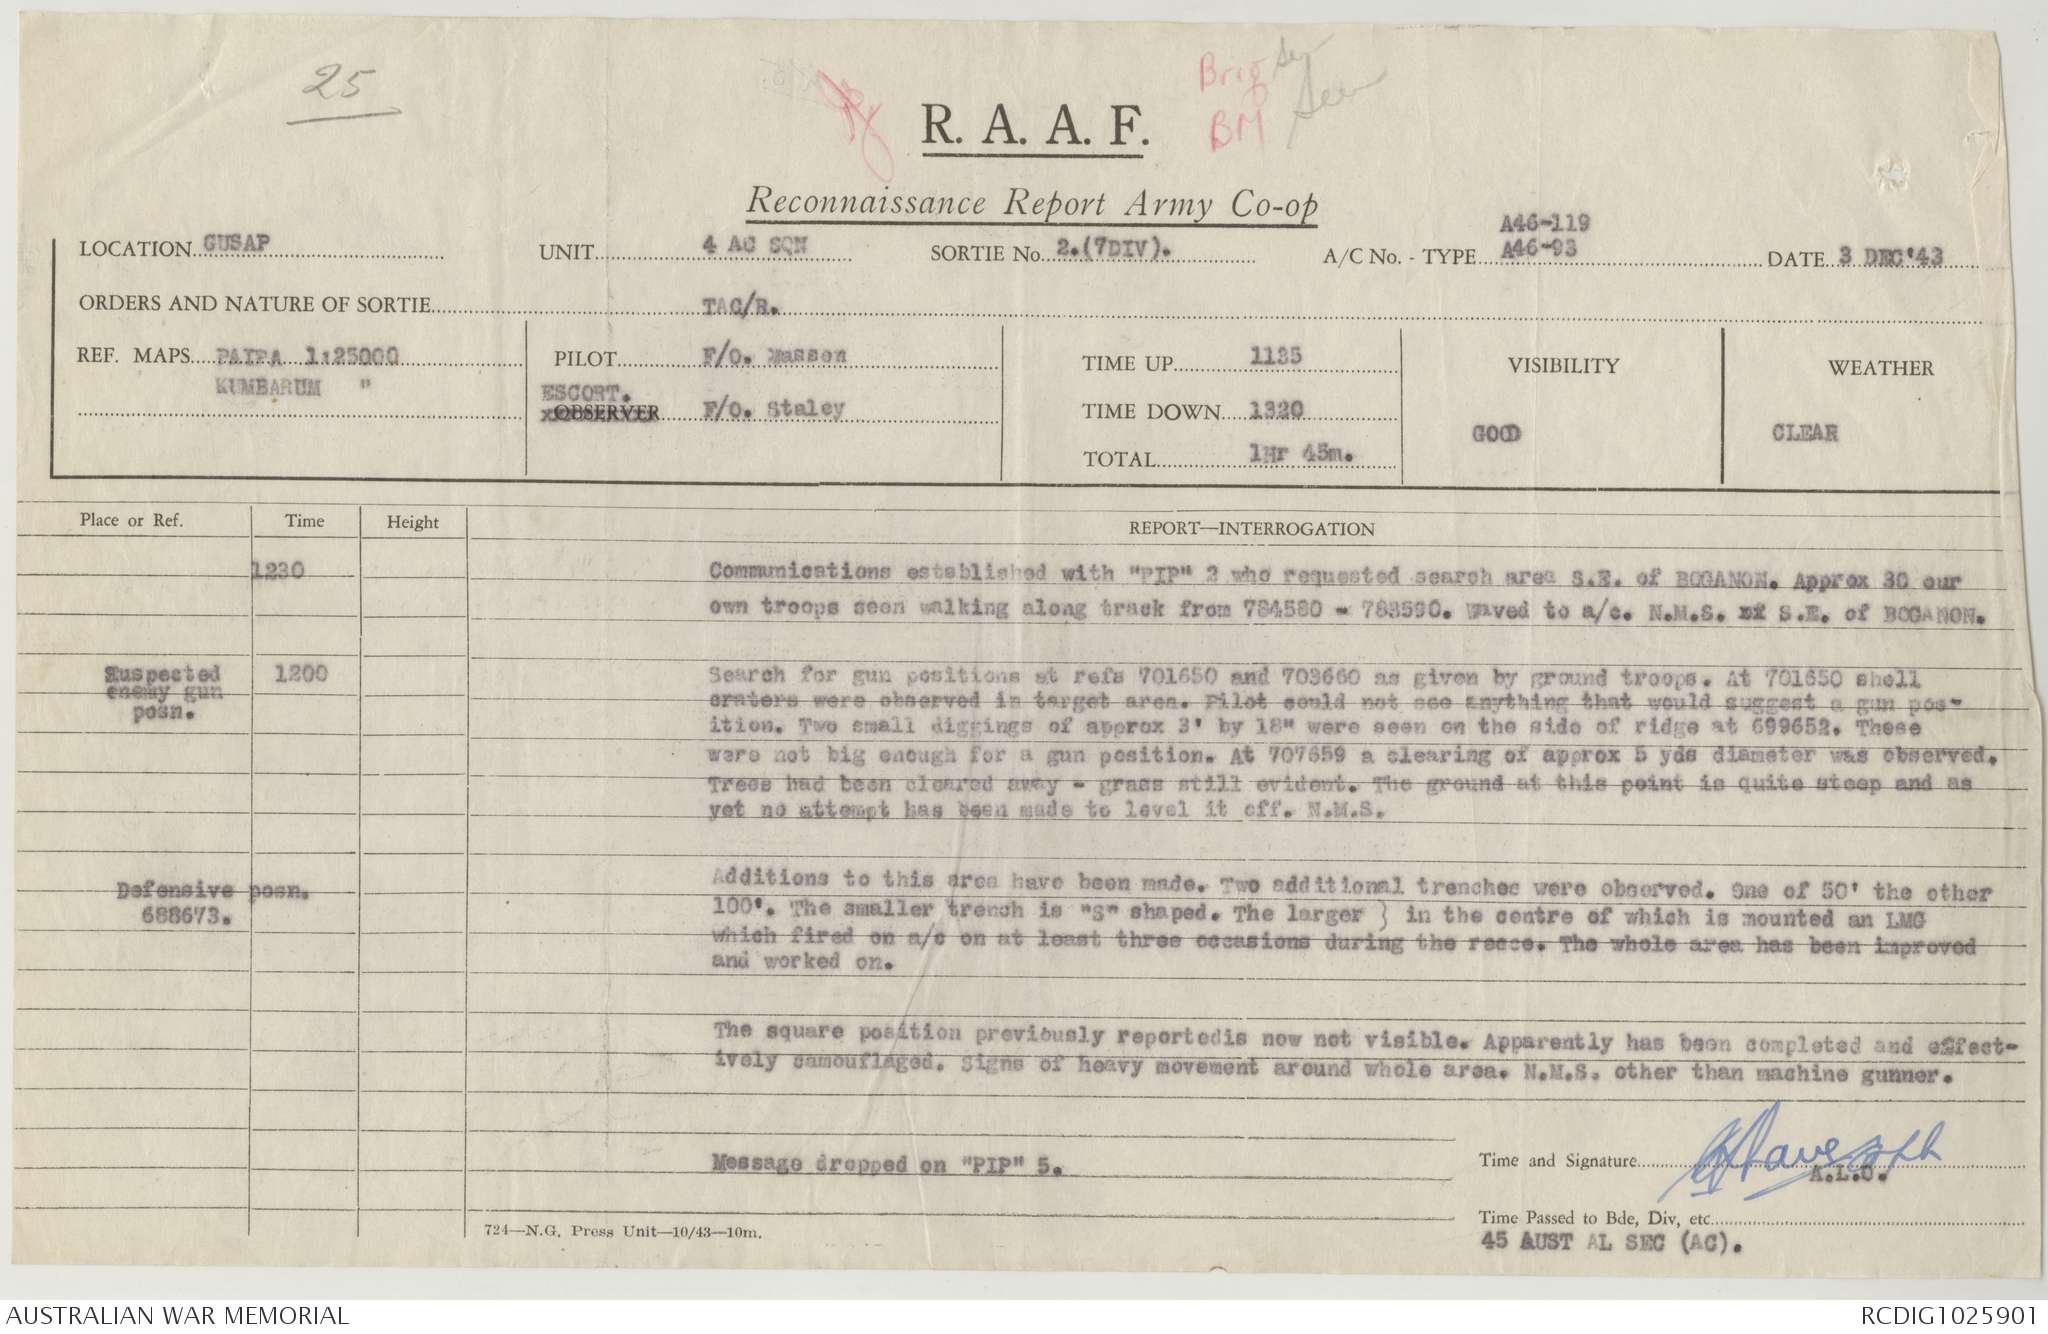 25
Brig
BM
Seen
R. A. A. F.
Reconnaissance Report Army Co-op
LOCATION GUSAP UNIT 4 AC SQN SORTIE No. 2.(7DIV). A/C No. - TYPE A46-119 A46-93 DATE 3 DEC'43
ORDERS AND NATURE OF SORTIE TAC/R.
REF. MAPS PAIPA 1:25000
KUMBARUM "
PILOT F/O. Masson
ESCORT.
OBSERVER F/O. Staley
TIME UP 1135
TIME DOWN 1320
TOTAL 1Hr 45m.
VISIBILITY
GOOD
WEATHER
CLEAR
Place or Ref. Time Height REPORT—INTERROGATION
1230 Communications established with "PIP" 2 who requested search area S.E. of BOGANON. Approx 30 our
own troops seen walking along track from 784580 - 783590. Waved to a/c. N.M.S. S.E. of BOGANON.
Suspected
enemy gun
posn.
1200 Search for gun positions at refs 701650 and 703660 as given by ground troops. At 701650 shell
craters were observed in target area. Pilot could not see anything that would suggest a gun pos-
ition. Two small diggings of approx 3' by 18" were seen on the side of ridge at 699652. These
were not big enough for a gun position. At 707659 a clearing of approx 5 yds diameter was observed.
Trees had been cleared away - grass still evident. The ground at this point is quite steep and as
yet no attempt has been made to level it off. N.M.S.
Defensive posn.
688673.
Additions to this area have been made. Two additional trenches were observed. One of 50' the other
100'. The smaller trench is "S" shaped. The larger } in the centre of which is mounted an LMG
which fired on a/c on at least three occasions during the recce. The whole area has been improved
and worked on.
The square position previously reportedis now not visible. Apparently has been completed and effect-
ively camouflaged. Signs of heavy movement around whole area. N.M.S. other than machine gunner.
Message dropped on "PIP" 5.
Time and Signature
A.L.O.
Time Passed to Bde, Div, etc.
45 AUST AL SEC (AC).
724—N.G. Press Unit—10/43—10m.
AUSTRALIAN WAR MEMORIAL
RCDIG1025901